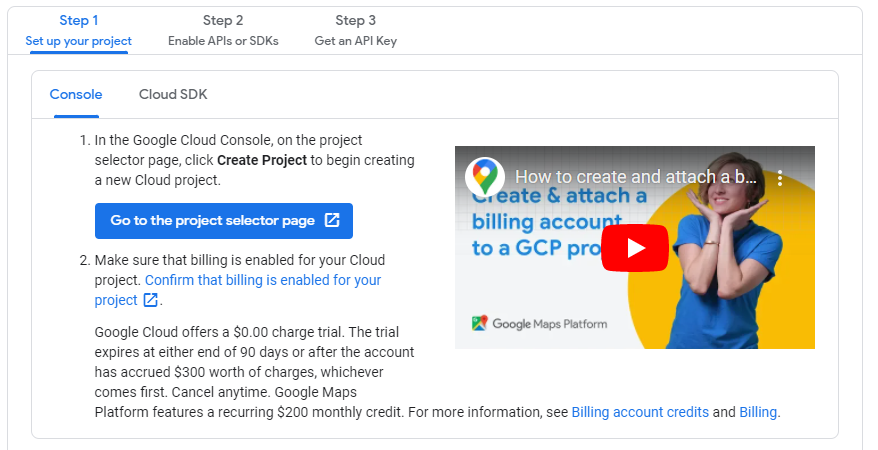 Step 1
Set up your project
Step 2
Enable APIs or SDKs
Step 3
Get an API Key
Console
Cloud SDK
1. In the Google Cloud Console, on the project
selector page, click Create Project to begin creating
a new Cloud project.
Go to the project selector page
2. Make sure that billing is enabled for your Cloud
project. Confirm that billing is enabled for your
project.
Google Cloud offers a $0.00 charge trial. The trial
expires at either end of 90 days or after the account
has accrued $300 worth of charges, whichever
comes first. Cancel anytime. Google Maps
Platform features a recurring $200 monthly credit. For more information, see Billing account credits and Billing.
How to create and attach a b...
Create & attach a
billing account
to a GCP pro
Google Maps Platform